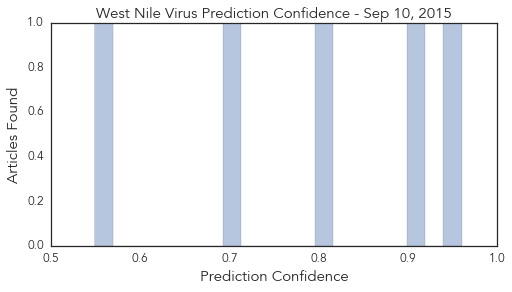 West Nile Virus Prediction Confidence - Sep 10, 2015
1.0
0.8
0.6
0.4
0.2
0.0
Articles Found
0.5 0.6 0.7 0.8 0.9 1.0
Prediction Confidence